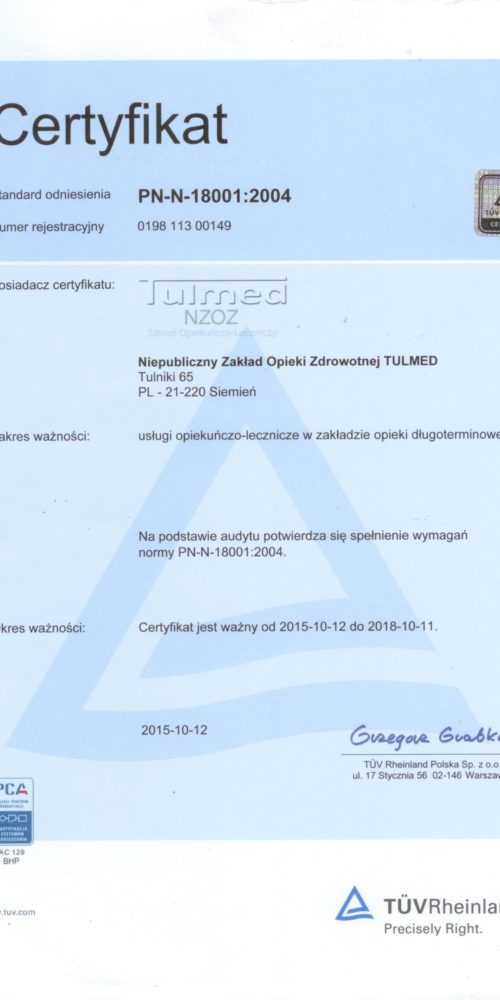 Certyfikat
tandard odniesienia PN-N-18001:2004
umer rejestracyjny 0198 113 00149
osiadacz certyfikatu: Tulmed
NZOZ
Zakład Opiekuńczo-Leczniczy
Niepubliczny Zakład Opieki Zdrowotnej TULMED
Tulniki 65
PL - 21-220 Siemień
akres ważności: usługi opiekuńczo-lecznicze w zakładzie opieki długoterminowe
Na podstawie audytu potwierdza się spełnienie wymagań
normy PN-N-18001:2004.
kres ważności: Certyfikat jest ważny od 2015-10-12 do 2018-10-11.
2015-10-12
Grzegorz Grabk
TÜV Rheinland Polska Sp. z o.o.
ul. 17 Stycznia 56 02-146 Warszaw
PCA
AC 129
BHP
.tuv.com
TÜVRheinlan
Precisely Right.